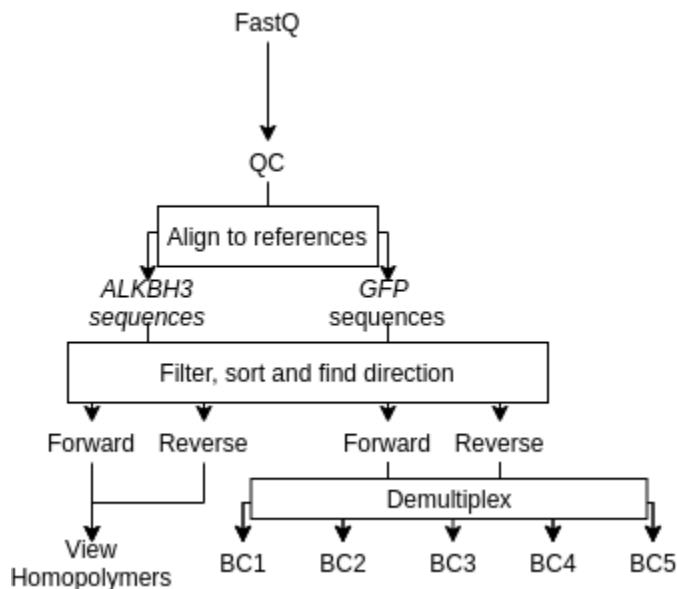 FastQ
QC
Align to references
ALKBH3
sequences
GFP
sequences
Filter, sort and find direction
Forward
Reverse
Forward
Reverse
Demultiplex
View
Homopolymers
BC1
BC2
BC3
BC4
BC5